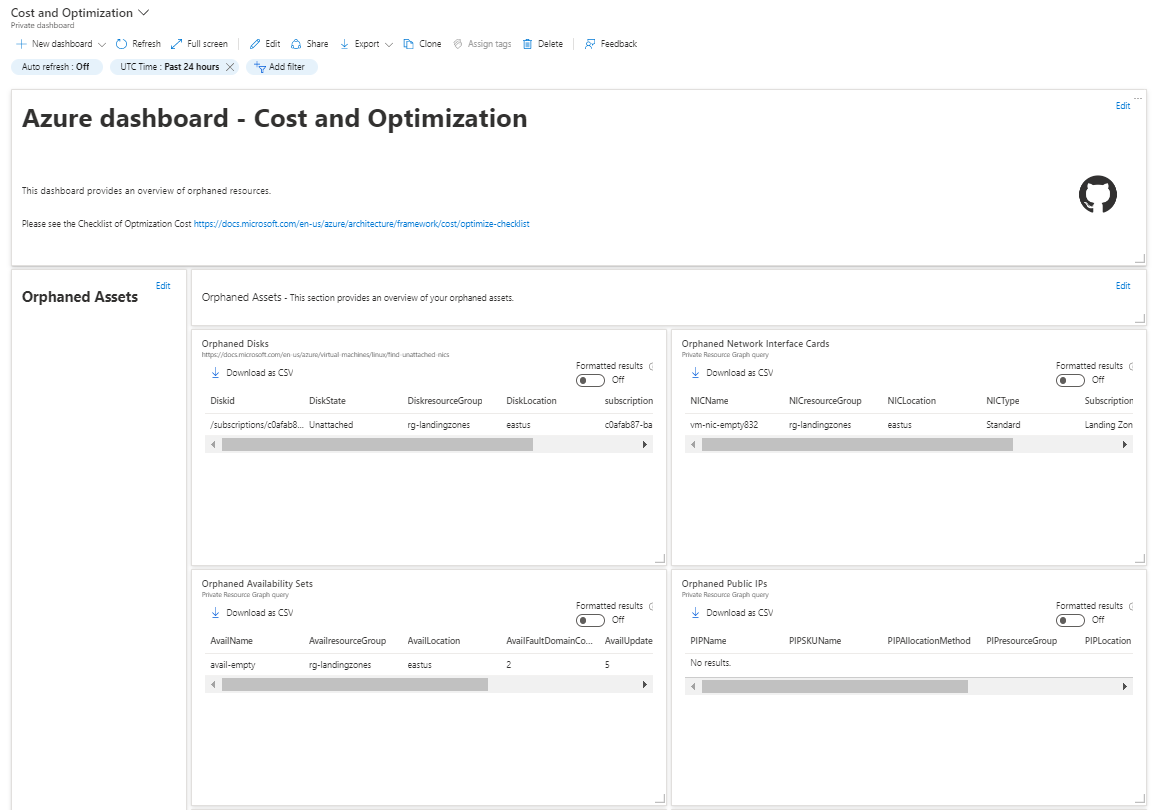 Cost and Optimization
Private dashboard
New dashboard Refresh Full screen Edit Share Export Clone Assign tags Delete Feedback
Auto refresh : Off UTC Time : Past 24 hours Add filter
Edit
Azure dashboard - Cost and Optimization
This dashboard provides an overview of orphaned resources.
Please see the Checklist of Optmization Cost https://docs.microsoft.com/en-us/azure/architecture/framework/cost/optimize-checklist
Edit
Orphaned Assets
Edit
Orphaned Assets - This section provides an overview of your orphaned assets.
Orphaned Disks
https://docs.microsoft.com/en-us/azure/virtual-machines/linux/find-unattached-nics
Download as CSV
Formatted results
Off
DiskId DiskState DiskresourceGroup DiskLocation subscription
/subscriptions/c0afab8... Unattached rg-landingzones eastus c0afab87-ba
Orphaned Network Interface Cards
Private Resource Graph query
Download as CSV
Formatted results
Off
NICName NICresourceGroup NICLocation NICType Subscription
vm-nic-empty832 rg-landingzones eastus Standard Landing Zon
Orphaned Availability Sets
Private Resource Graph query
Download as CSV
Formatted results
Off
AvailName AvailresourceGroup AvailLocation AvailFaultDomainCo... AvailUpdate
avail-empty rg-landingzones eastus 2 5
Orphaned Public IPs
Private Resource Graph query
Download as CSV
Formatted results
Off
PIPName PIPSKUName PIPAllocationMethod PIPresourceGroup PIPLocation
No results.